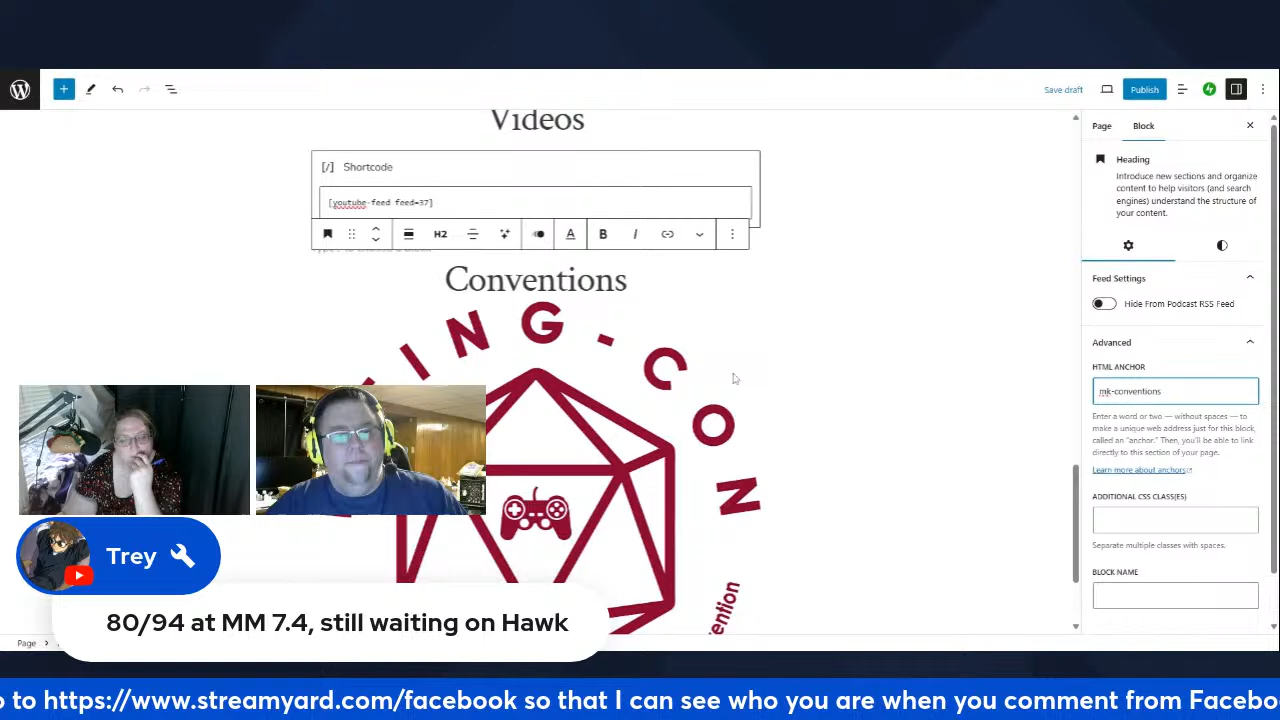 Save draft
Publish
Videos
[/] Shortcode
[youtube-feed feed=37]
H2
A
B
I
Conventions
ING-CON
Page
Block
Heading
Introduce new sections and organize
content to help visitors (and search
engines) understand the structure of
your content.
Feed Settings
Hide From Podcast RSS Feed
Advanced
HTML ANCHOR
mk-conventions
Enter a word or two — without spaces — to
make a unique web address just for this block,
called an "anchor." Then, you'll be able to link
directly to this section of your page.
Learn more about anchors
ADDITIONAL CSS CLASS(ES)
Separate multiple classes with spaces.
BLOCK NAME
Trey
80/94 at MM 7.4, still waiting on Hawk
Page
to https://www.streamyard.com/facebook so that I can see who you are when you comment from